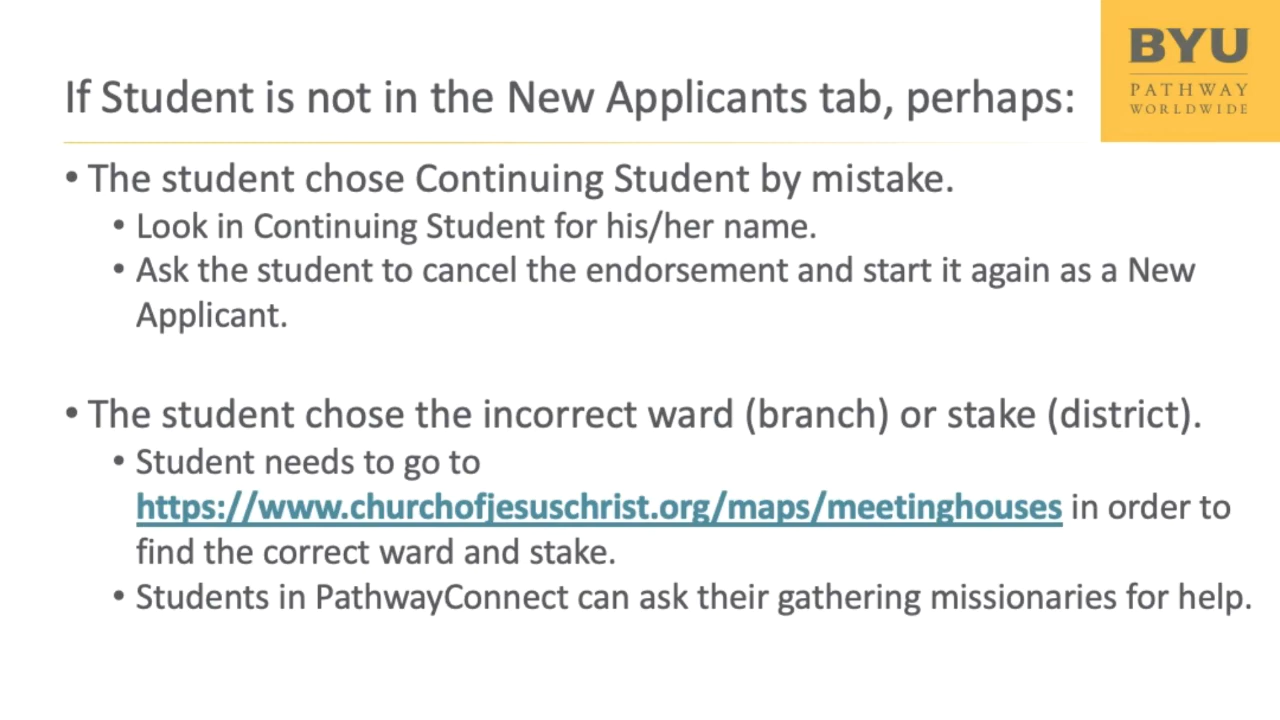 BYU
PATHWAY
WORLDWIDE
If Student is not in the New Applicants tab, perhaps:
• The student chose Continuing Student by mistake.
• Look in Continuing Student for his/her name.
• Ask the student to cancel the endorsement and start it again as a New
Applicant.
• The student chose the incorrect ward (branch) or stake (district).
• Student needs to go to
https://www.churchofjesuschrist.org/maps/meetinghouses in order to
find the correct ward and stake.
• Students in PathwayConnect can ask their gathering missionaries for help.